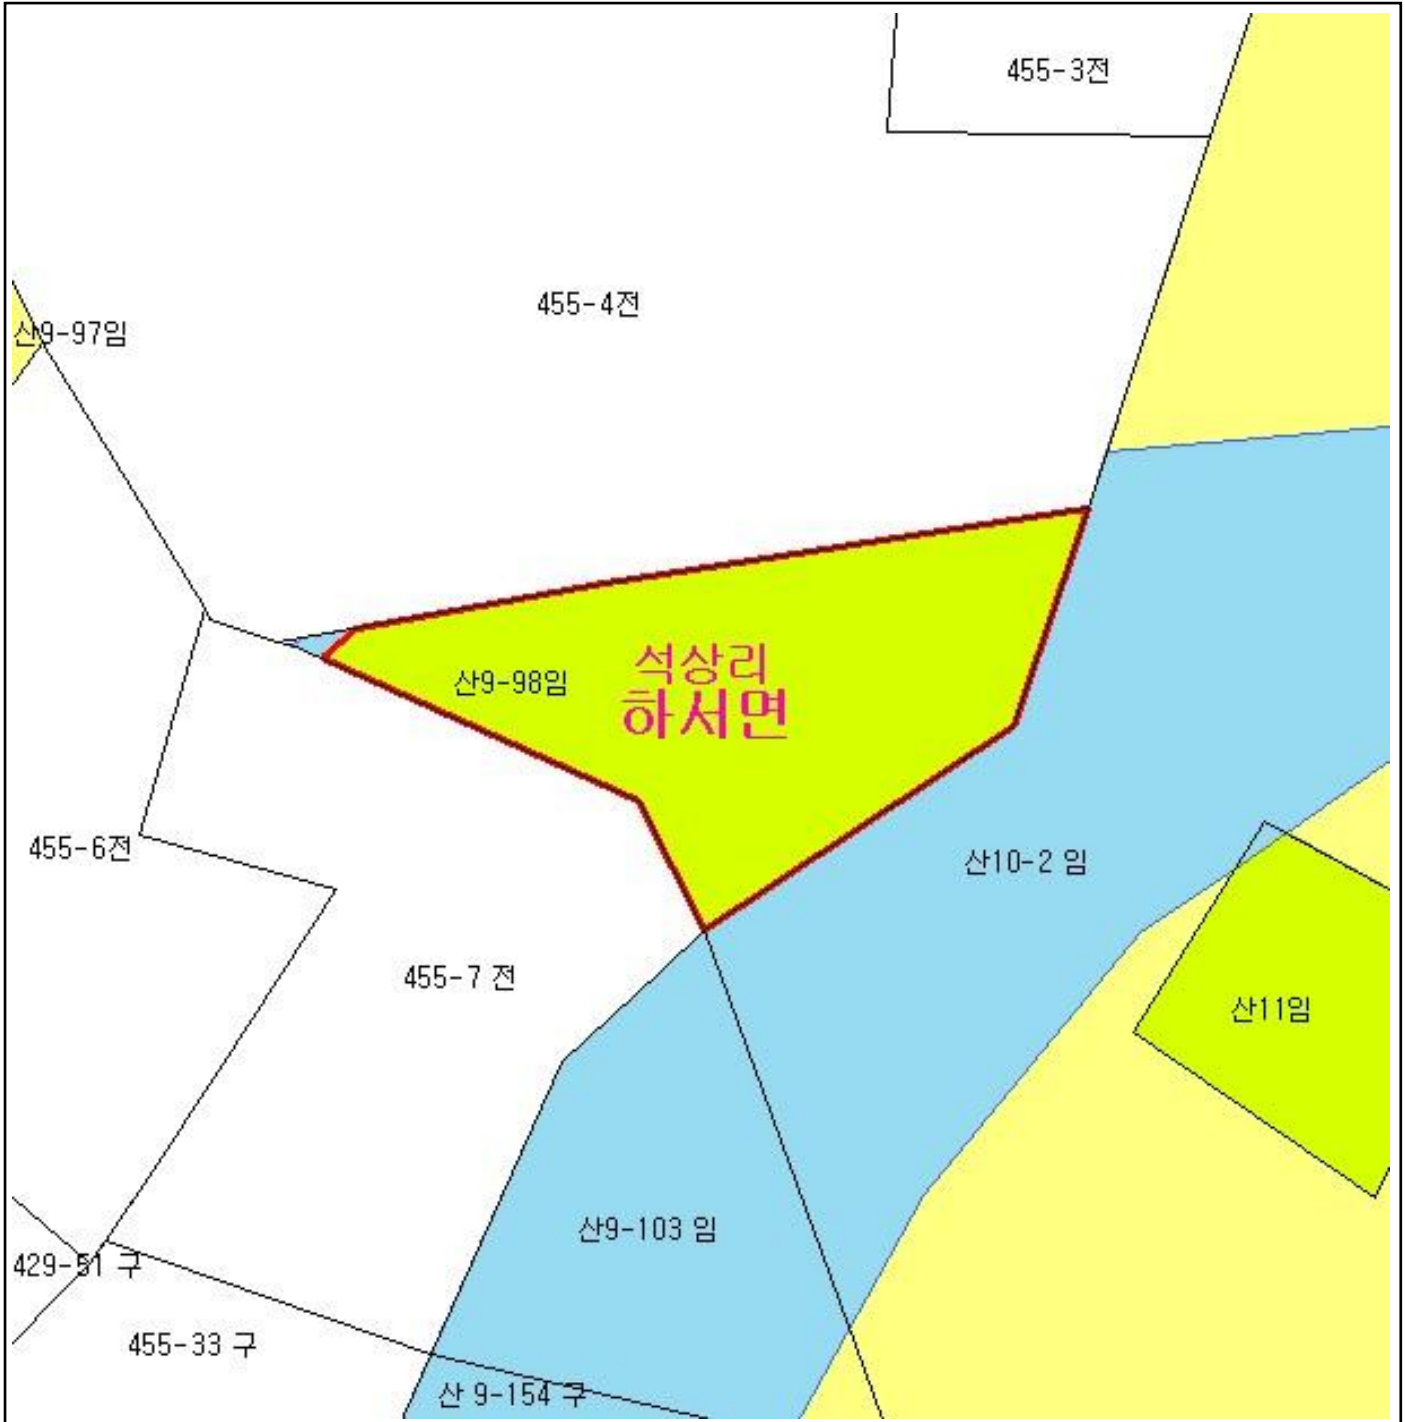 455-3전
455-4전
산9-97임
석상리
산9-98임
하서면
455-6전
산10-2 임
455-7 전
산11임
산9-103 임
429-51 구
455-33 구
산 9-154 구